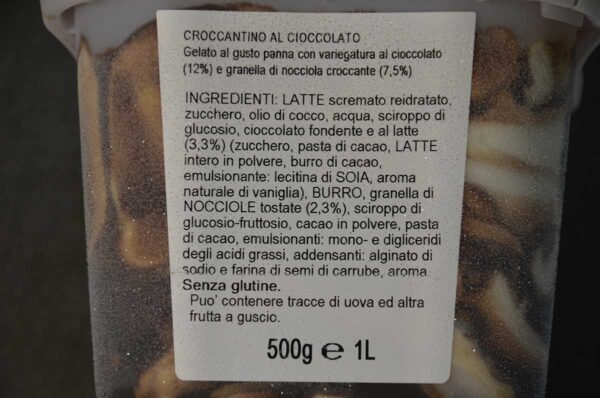 CROCCANTINO AL CIOCCOLATO
Gelato al gusto panna con variegatura al cioccolato
(12%) e granella di nocciola croccante (7,5%)
INGREDIENTI: LATTE scremato reidratato,
zucchero, olio di cocco, acqua, sciroppo di
glucosio, cioccolato fondente e al latte
(3,3%) (zucchero, pasta di cacao, LATTE
intero in polvere, burro di cacao,
emulsionante: lecitina di SOIA, aroma
naturale di vaniglia), BURRO, granella di
NOCCIOLE tostate (2,3%), sciroppo di
glucosio-fruttosio, cacao in polvere, pasta
di cacao, emulsionanti: mono- e digliceridi
degli acidi grassi, addensanti: alginato di
sodio e farina di semi di carrube, aroma.
Senza glutine.
Puo' contenere tracce di uova ed altra
frutta a guscio.
500g e 1L